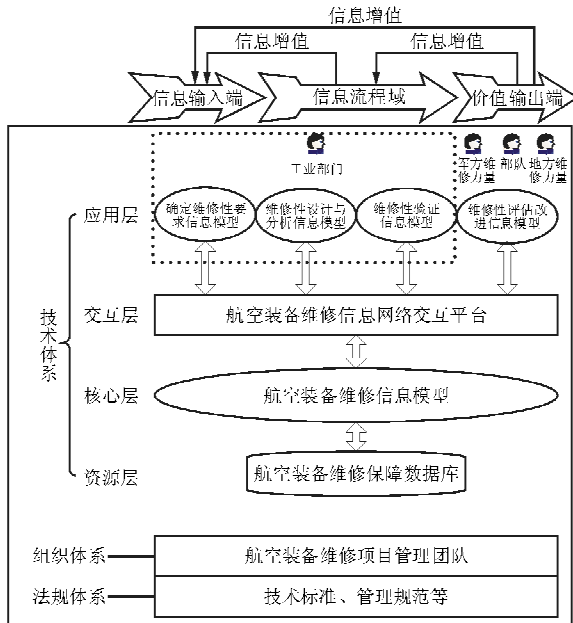 信息增值
信息增值
信息增值
信息输入端
信息流程域
价值输出端
工业部门
军方维
修力量
部队
地方维
修力量
应用层
确定维修性要
求信息模型
维修性设计与
分析信息模型
维修性验证
信息模型
维修性评估改
进信息模型
技术体系
交互层
航空装备维修信息网络交互平台
核心层
航空装备维修信息模型
资源层
航空装备维修保障数据库
组织体系
航空装备维修项目管理团队
法规体系
技术标准、管理规范等